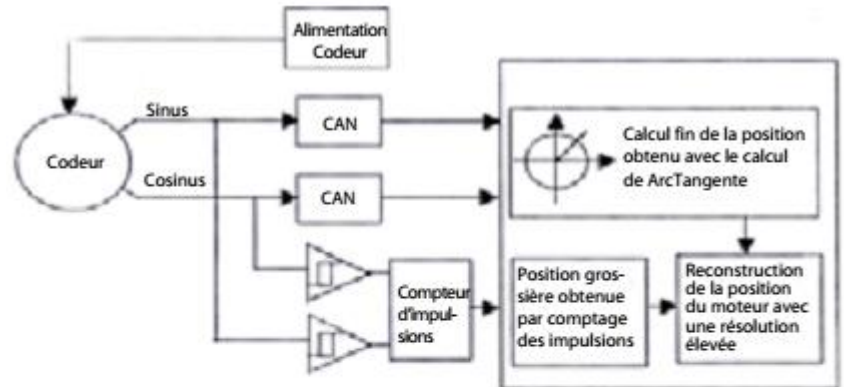 Alimentation
Codeur
Sinus
CAN
Codeur
Cosinus
CAN
Calcul fin de la position
obtenu avec le calcul
de ArcTangente
Compteur
d'impul-
sions
Position gros-
sière obtenue
par comptage
des impulsions
Reconstruction
de la position
du moteur avec
une résolution
élevée